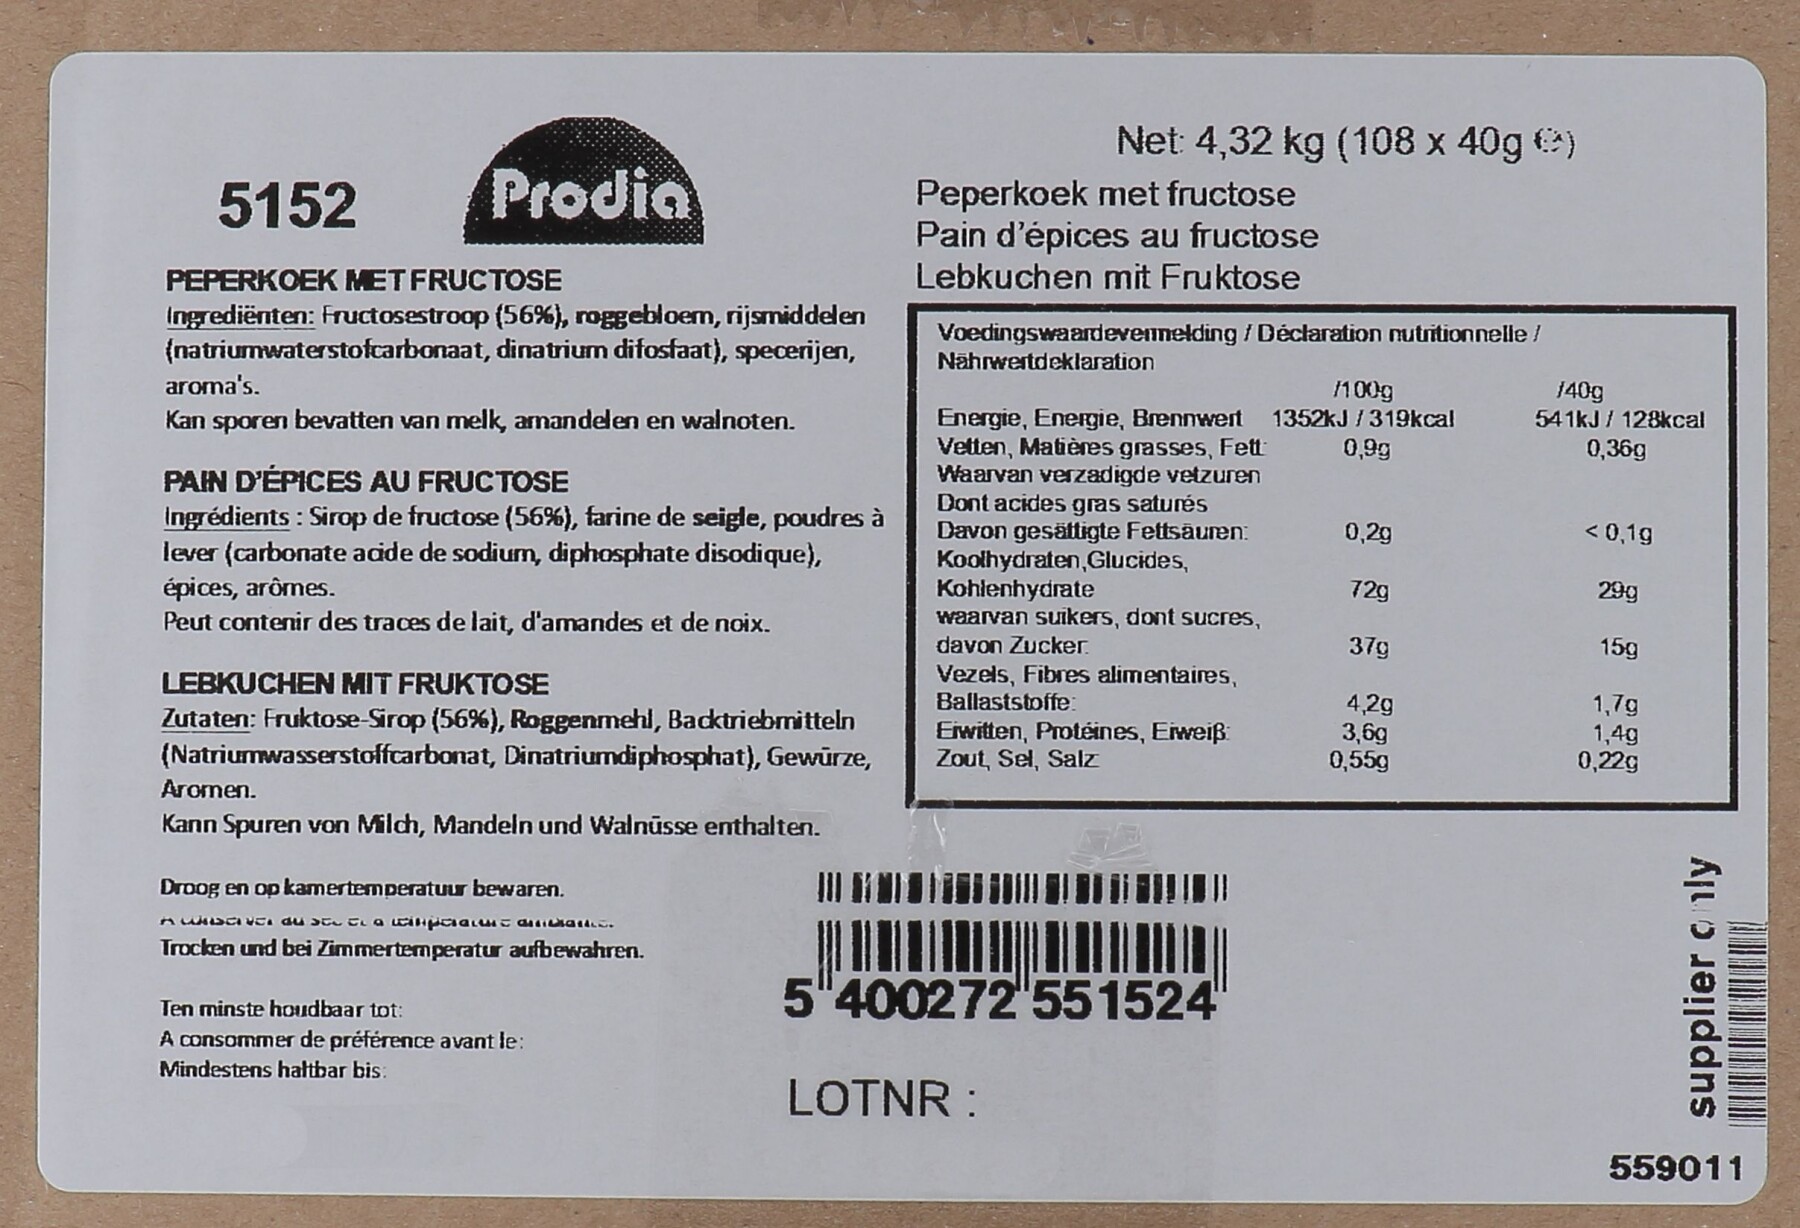 5152
Prodia
Net: 4,32 kg (108 x 40g ℮)
Peperkoek met fructose
Pain d'épices au fructose
Lebkuchen mit Fruktose
PEPERKOEK MET FRUCTOSE
Ingrediënten: Fructosestroop (56%), roggebloem, rijsmiddelen
(natriumwaterstofcarbonaat, dinatrium difosfaat), specerijen,
aroma's.
Kan sporen bevatten van melk, amandelen en walnoten.
PAIN D'ÉPICES AU FRUCTOSE
Ingrédients : Sirop de fructose (56%), farine de seigle, poudres à
lever (carbonate acide de sodium, diphosphate disodique),
épices, arômes.
Peut contenir des traces de lait, d'amandes et de noix.
LEBKUCHEN MIT FRUKTOSE
Zutaten: Fruktose-Sirop (56%), Roggenmehl, Backtriebmitteln
(Natriumwasserstoffcarbonat, Dinatriumdiphosphat), Gewürze,
Aromen.
Kann Spuren von Milch, Mandeln und Walnüsse enthalten.
Droog en op kamertemperatuur bewaren.
A conserver au sec et à température ambiante.
Trocken und bei Zimmertemperatur aufbewahren.
Ten minste houdbaar tot:
A consommer de préférence avant le:
Mindestens haltbar bis:
Voedingswaardevermelding / Déclaration nutritionnelle /
Nährwertdeklaration
/100g /40g
Energie, Energie, Brennwert 1352kJ / 319kcal 541kJ / 128kcal
Vetten, Matières grasses, Fett: 0,9g 0,36g
Waarvan verzadigde vetzuren
Dont acides gras saturés
Davon gesättigte Fettsäuren: 0,2g < 0,1g
Koolhydraten,Glucides,
Kohlenhydrate 72g 29g
waarvan suikers, dont sucres,
davon Zucker: 37g 15g
Vezels, Fibres alimentaires,
Ballaststoffe: 4,2g 1,7g
Eiwitten, Protéines, Eiweiß: 3,6g 1,4g
Zout, Sel, Salz: 0,55g 0,22g
5 400272 551524
LOTNR :
supplier only
559011